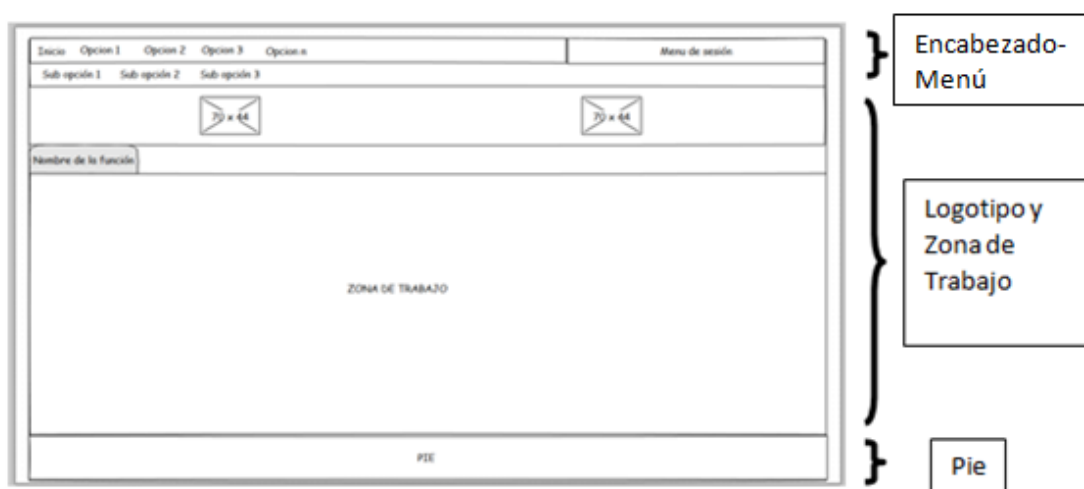 Inicio Opcion 1 Opcion 2 Opcion 3 Opcion n Menu de sesión
Sub opción 1 Sub opción 2 Sub opción 3
70 x 44 70 x 44
Nombre de la función
ZONA DE TRABAJO
PIE
Encabezado-
Menú
Logotipo y
Zona de
Trabajo
Pie